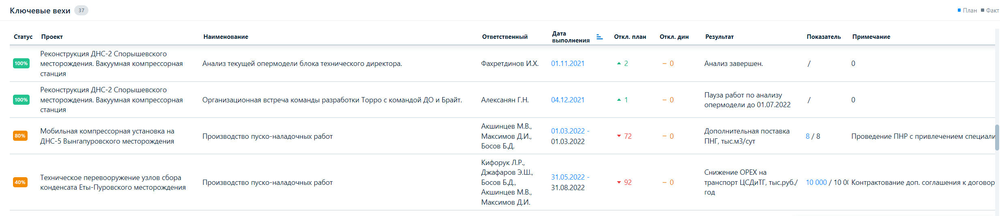 Ключевые вехи 37
План Факт
Статус Проект Наименование Ответственный Дата выполнения Откл. план Откл. дин Результат Показатель Примечание
100%
Реконструкция ДНС-2 Спорышевского
месторождения. Вакуумная компрессорная
станция
Анализ текущей опермодели блока технического директора.
Фахретдинов И.Х.
01.11.2021
2
0
Анализ завершен.
/
0
100%
Реконструкция ДНС-2 Спорышевского
месторождения. Вакуумная компрессорная
станция
Организационная встреча команды разработки Торро с командой ДО и Брайт.
Алексанян Г.Н.
04.12.2021
1
0
Пауза работ по анализу
опермодели до 01.07.2022
/
0
80%
Мобильная компрессорная установка на
ДНС-5 Вынгапуровского месторождения
Производство пуско-наладочных работ
Акшинцев М.В.,
Максимов Д.И.,
Босов Б.Д.
01.03.2022 -
01.03.2022
72
0
Дополнительная поставка
ПНГ, тыс.м3/сут
8 / 8
Проведение ПНР с привлечением специали
40%
Техническое перевооружение узлов сбора
конденсата Еты-Пуровского месторождения
Производство пуско-наладочных работ
Кифорук Л.Р.,
Джафаров Э.Ш.,
Босов Б.Д.,
Акшинцев М.В.,
Максимов Д.И.
31.05.2022 -
31.08.2022
92
0
Снижение OPEX на
транспорт ЦСДиТГ, тыс.руб./
год
10 000 / 10 00
Контрактование доп. соглашения к договор